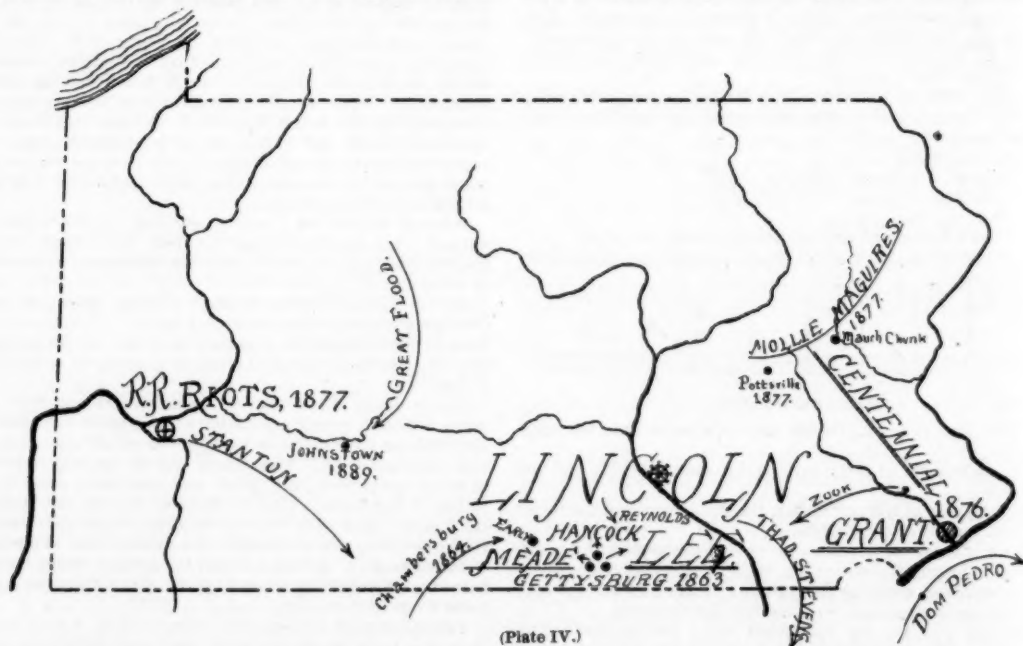 GREAT FLOOD.
MOLLIE MAGUIRES.
1877.
Mauch Chunk
Pottsville
1877.
CENTENNIAL
1876.
R.R. RIOTS, 1877.
STANTON
JOHNSTOWN
1889.
LINCOLN
ZOOK
GRANT.
REYNOLDS
EARLY
HANCOCK
Chambersburg
1864.
MEADE
LEE.
GETTYSBURG 1863
THAD STEVENS
DOM PEDRO
(Plate IV.)